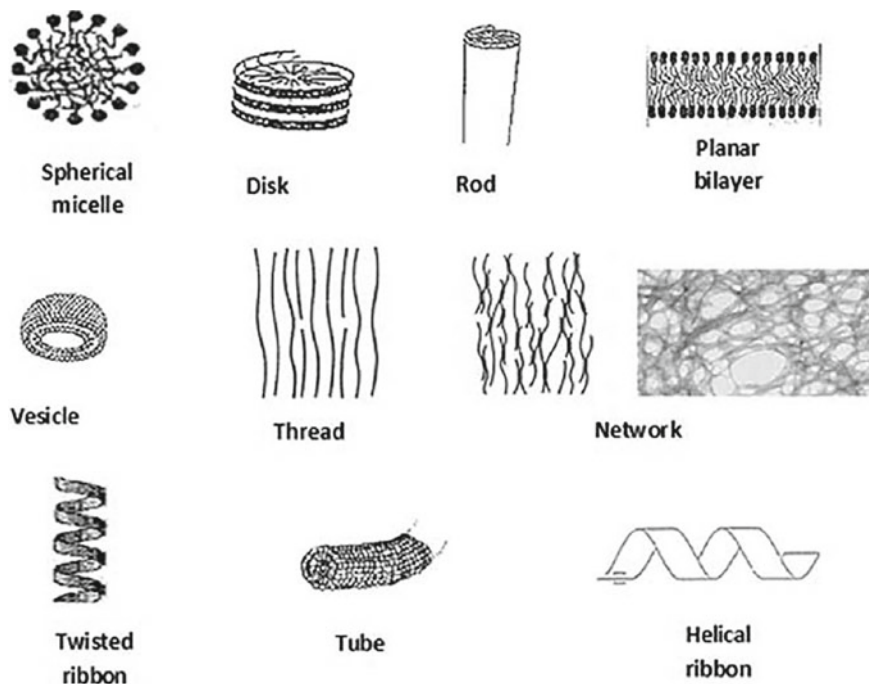 Spherical
micelle
Disk
Rod
Planar
bilayer
Vesicle
Thread
Network
Twisted
ribbon
Tube
Helical
ribbon